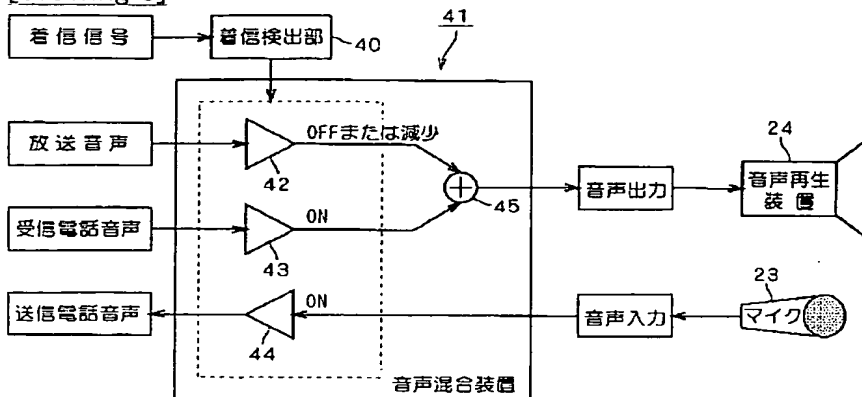 着信信号
着信検出部
40
41
放送音声
OFFまたは減少
42
24
音声再生
装置
音声出力
45
受信電話音声
ON
43
送信電話音声
ON
44
音声入力
23
マイク
音声混合装置